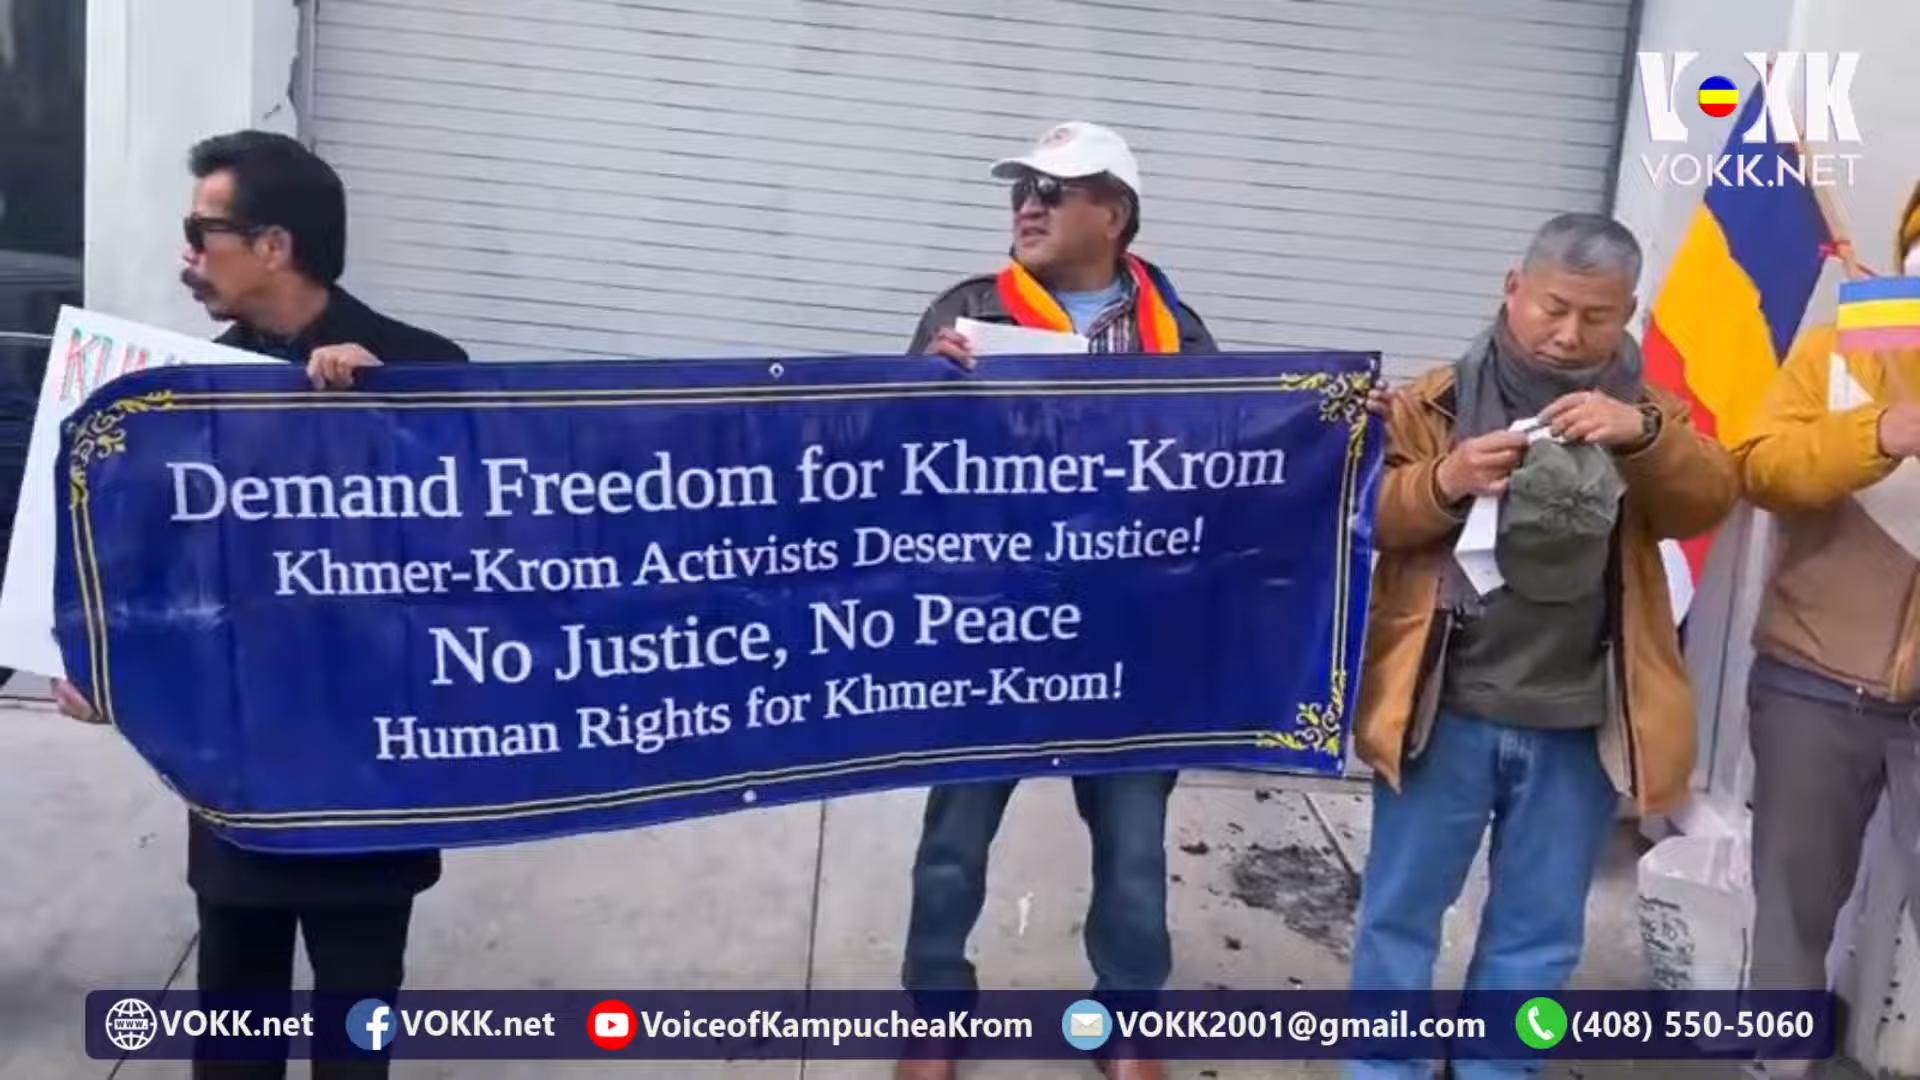 VOKK
VOKK.NET
Demand Freedom for Khmer-Krom
Khmer-Krom Activists Deserve Justice!
No Justice, No Peace
Human Rights for Khmer-Krom!
www.
VOKK.net
VOKK.net
VoiceofKampucheaKrom
VOKK2001@gmail.com
(408) 550-5060